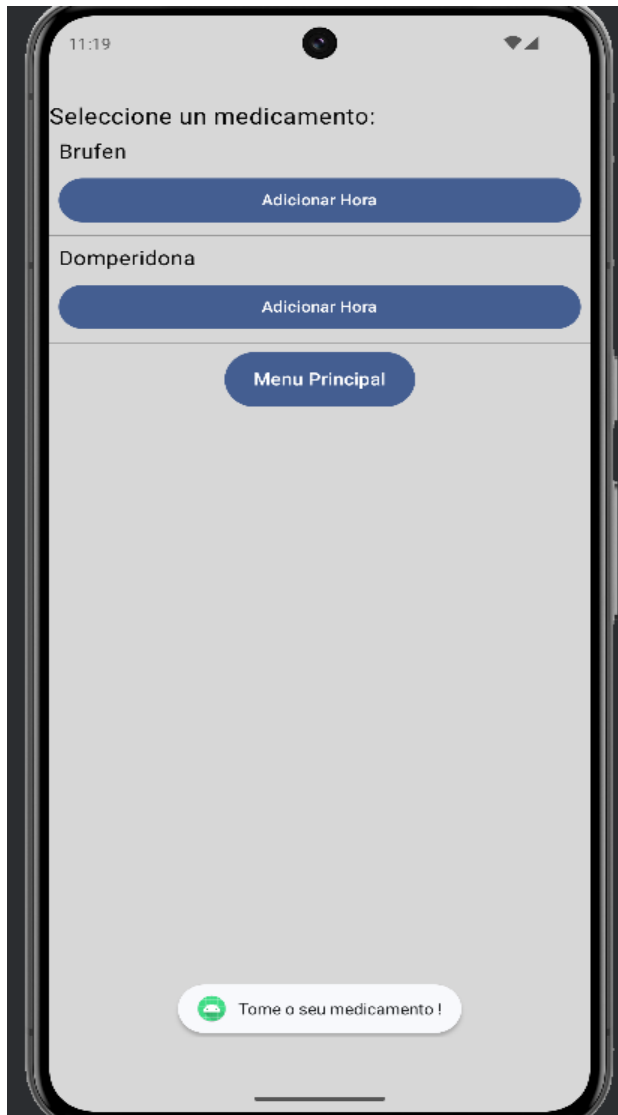 11:19
Seleccione un medicamento:
Brufen
Adicionar Hora
Domperidona
Adicionar Hora
Menu Principal
Tome o seu medicamento !